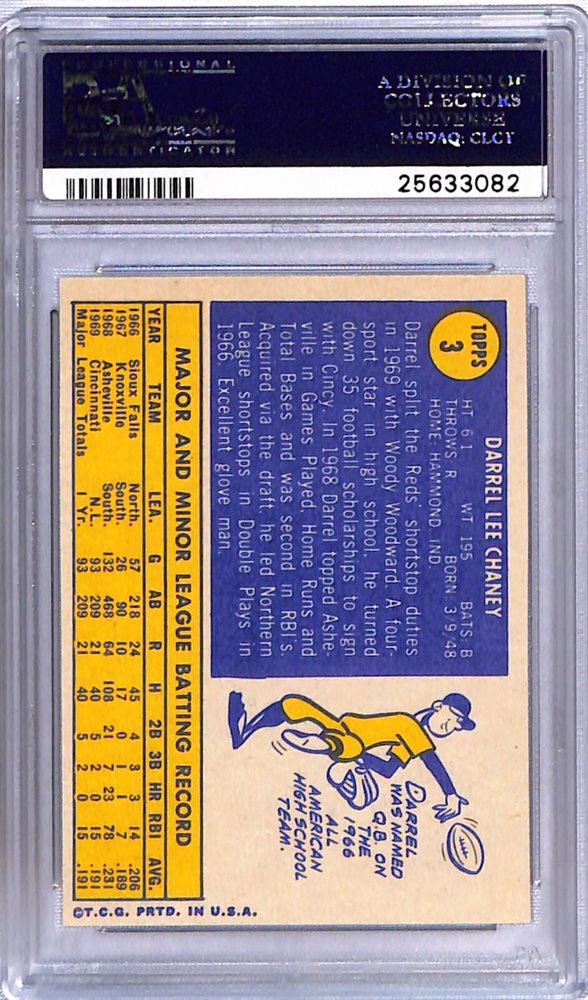 PROFESSIONAL
PSA
AUTHENTICATOR
A DIVISION OF
COLLECTORS
UNIVERSE
NASDAQ: CLCT
25633082
TOPPS
3
DARREL LEE CHANEY
HT: 6'1 WT: 195 BATS: B
THROWS: R BORN: 3-9-48
HOME: HAMMOND, IND.
Darrel split the Reds' shortstop duties
in 1969 with Woody Woodward. A four-
sport star in high school, he turned
down 35 football scholarships to sign
with Cincy. In 1968 Darrel topped Ashe-
ville in Games Played, Home Runs and
Total Bases and was second in RBI's.
Acquired via the draft, he led Northern
League shortstops in Double Plays in
1966. Excellent glove man.
DARREL
WAS NAMED
Q.B. ON
THE
1966
ALL
AMERICAN
HIGH SCHOOL
TEAM.
MAJOR AND MINOR LEAGUE BATTING RECORD
YEAR TEAM LEA. G AB R H 2B 3B HR RBI AVG.
1966 Sioux Falls North. 57 218 24 45 4 3 3 14 .206
1967 Knoxville South. 26 90 10 17 0 1 1 7 .189
1968 Asheville South. 132 468 64 108 21 7 23 78 .231
1969 Cincinnati N.L. 93 209 21 40 5 2 0 15 .191
Major League Totals 1 Yr. 93 209 21 40 5 2 0 15 .191
©T.C.G. PRTD. IN U.S.A.